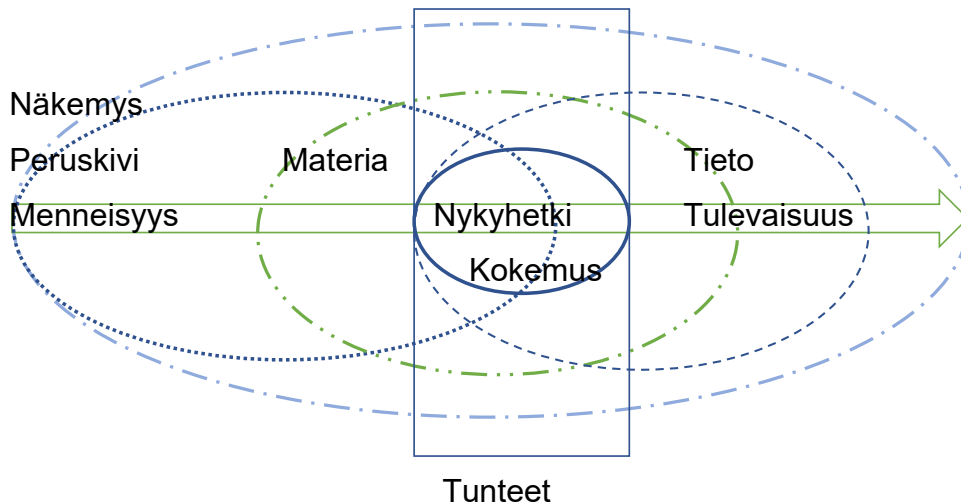 Näkemys
Peruskivi
Materia
Tieto
Menneisyys
Nykyhetki
Tulevaisuus
Kokemus
Tunteet